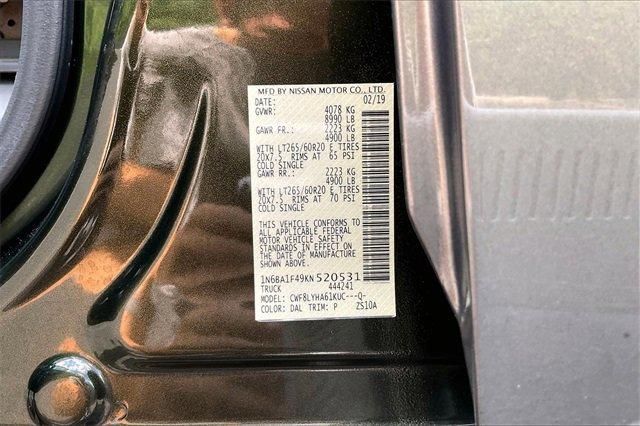 MFD BY NISSAN MOTOR CO., LTD.
DATE: 02/19
GVWR: 4078 KG
8990 LB
GAWR FR.: 2223 KG
4900 LB
WITH LT265/60R20 E TIRES
20X7.5 RIMS AT 65 PSI
COLD SINGLE
GAWR RR.: 2223 KG
4900 LB
WITH LT265/60R20 E TIRES
20X7.5 RIMS AT 70 PSI
COLD SINGLE
THIS VEHICLE CONFORMS TO
ALL APPLICABLE FEDERAL
MOTOR VEHICLE SAFETY
STANDARDS IN EFFECT ON
THE DATE OF MANUFACTURE
SHOWN ABOVE.
1N6BA1F49KN520531
TRUCK 444241
MODEL: CWF8LYHA61KUC---Q-
COLOR: DAL TRIM: P ZS10A